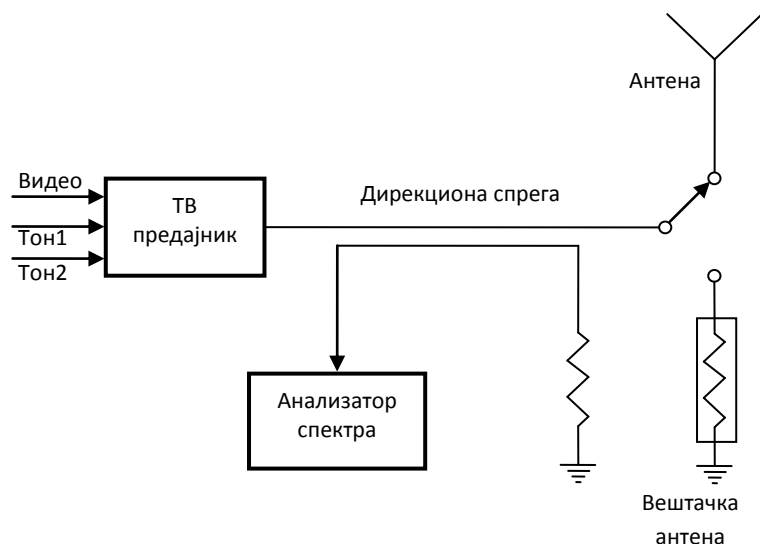 Антена
Видео
Тон1
Тон2
ТВ
предајник
Дирекциона спрега
Анализатор
спектра
Вештачка
антена